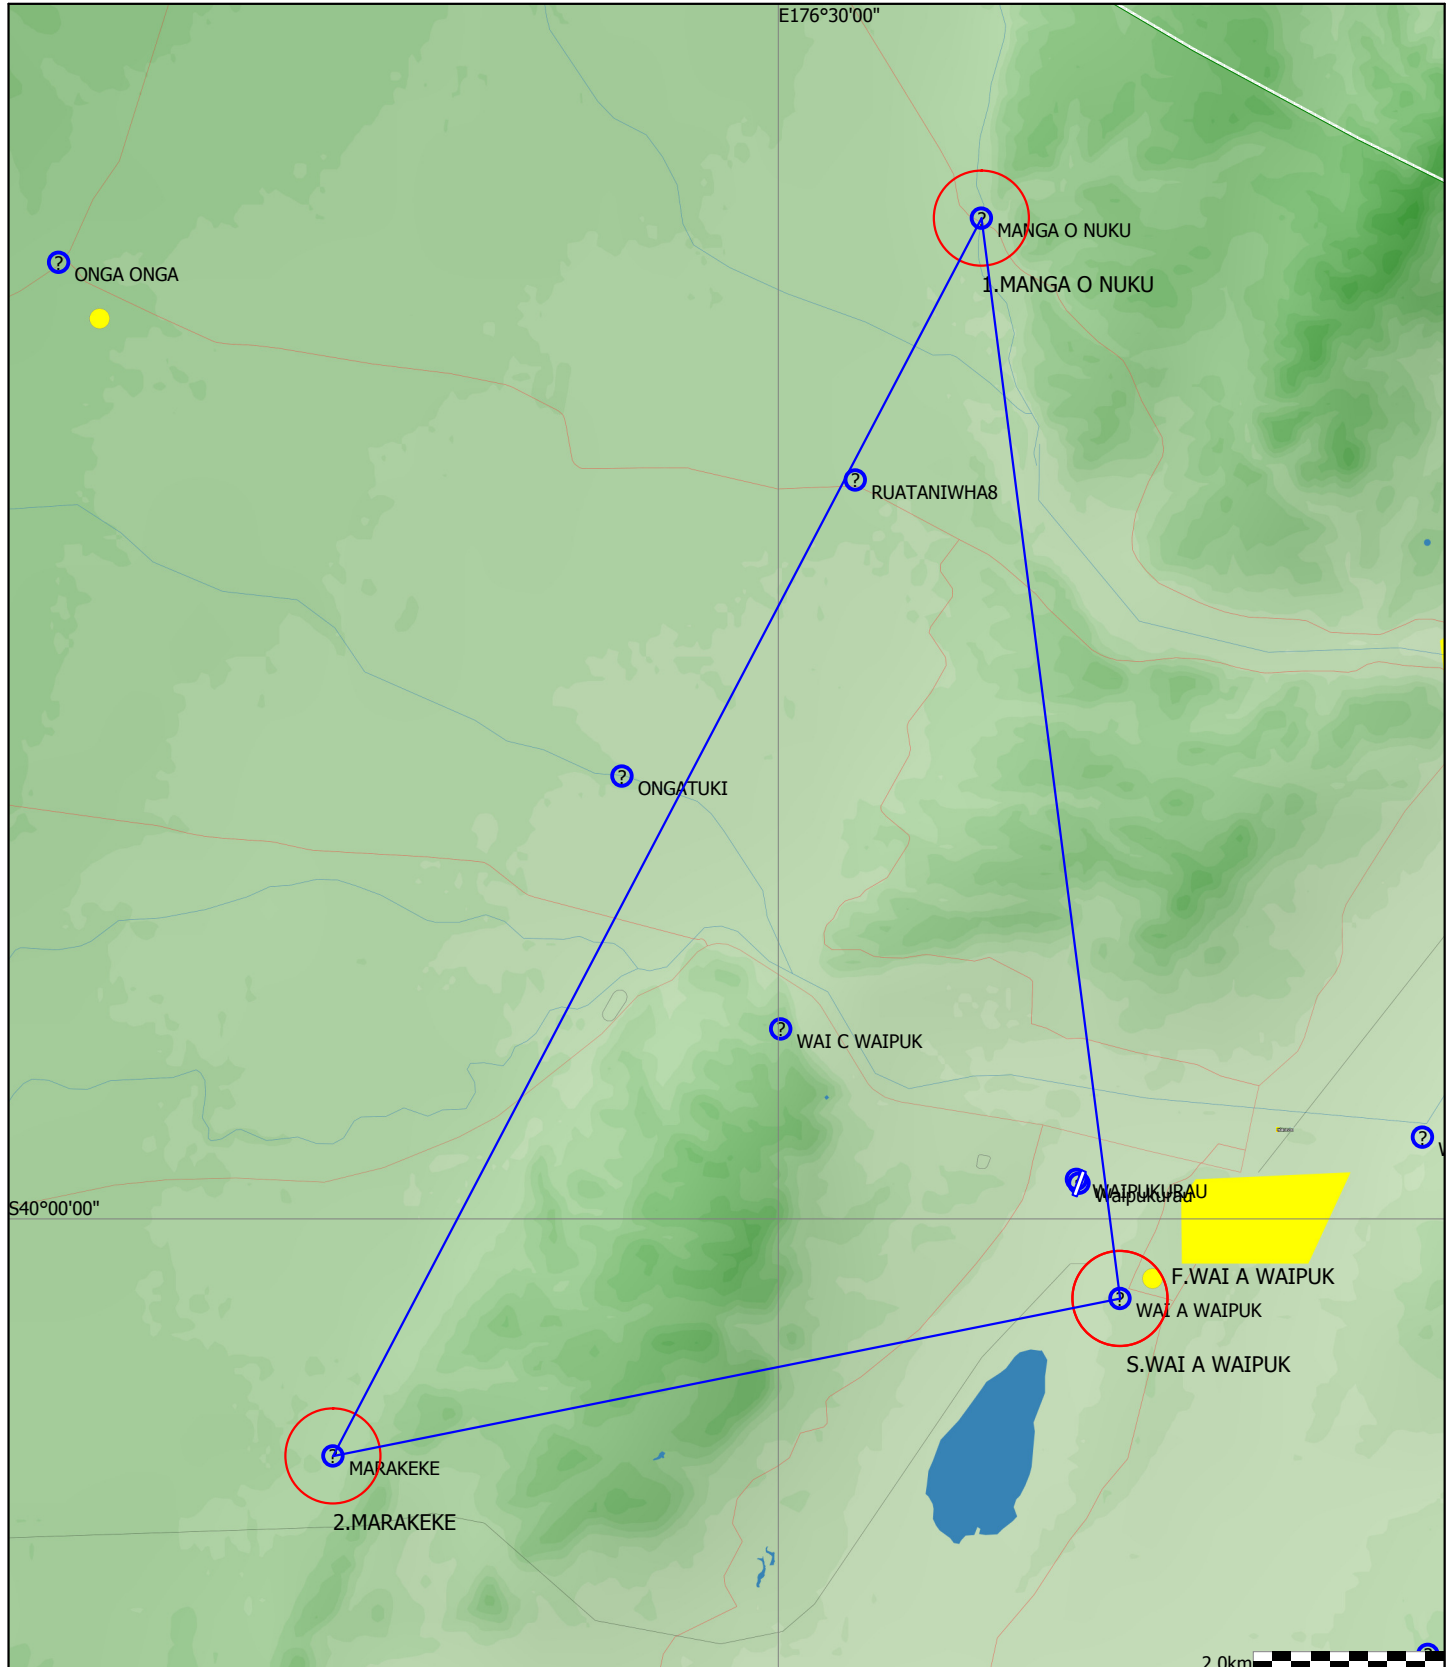 E176°30'00"
MANGA O NUKU
ONGA ONGA
1.MANGA O NUKU
RUATANIWHA8
ONGATUKI
WAI C WAIPUK
WAIPUKURAU
Waipukurau
S40°00'00"
F.WAI A WAIPUK
WAI A WAIPUK
S.WAI A WAIPUK
MARAKEKE
2.MARAKEKE
2.0km